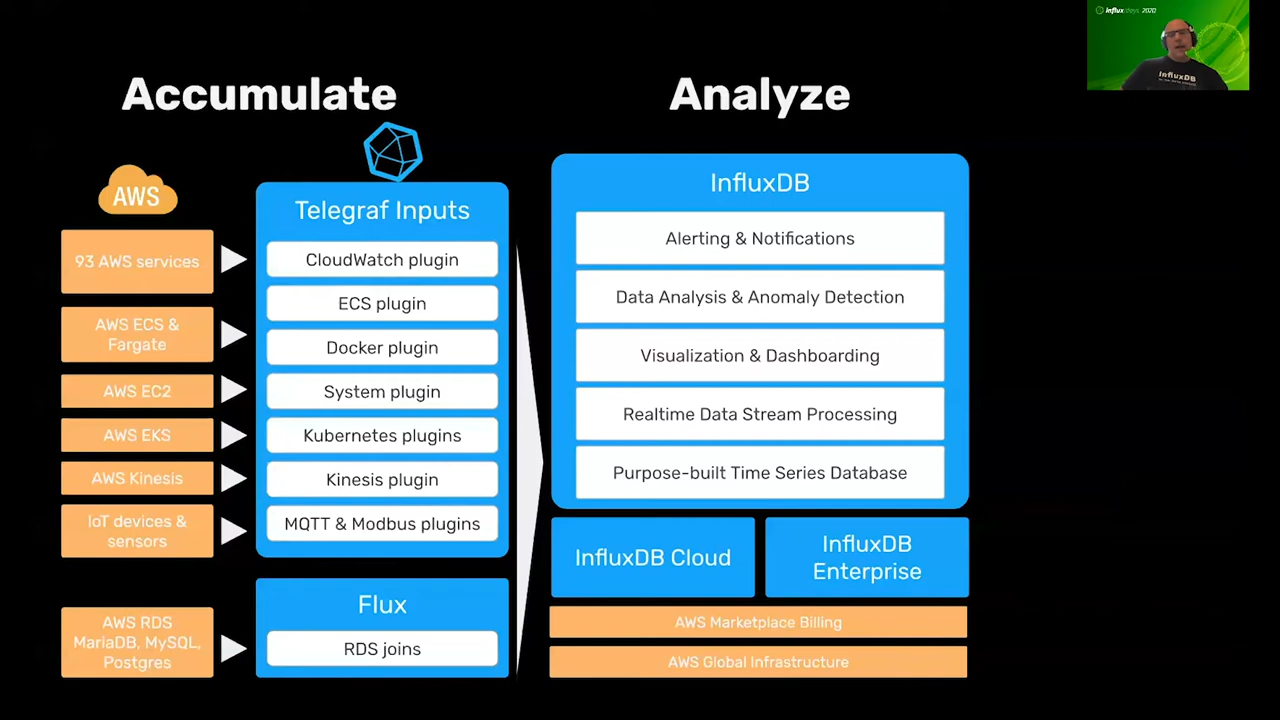 influxdays 2020
InfluxDB
Accumulate
Analyze
AWS
93 AWS services
AWS ECS &
Fargate
AWS EC2
AWS EKS
AWS Kinesis
IoT devices &
sensors
AWS RDS
MariaDB, MySQL,
Postgres
Telegraf Inputs
CloudWatch plugin
ECS plugin
Docker plugin
System plugin
Kubernetes plugins
Kinesis plugin
MQTT & Modbus plugins
Flux
RDS joins
InfluxDB
Alerting & Notifications
Data Analysis & Anomaly Detection
Visualization & Dashboarding
Realtime Data Stream Processing
Purpose-built Time Series Database
InfluxDB Cloud
InfluxDB
Enterprise
AWS Marketplace Billing
AWS Global Infrastructure